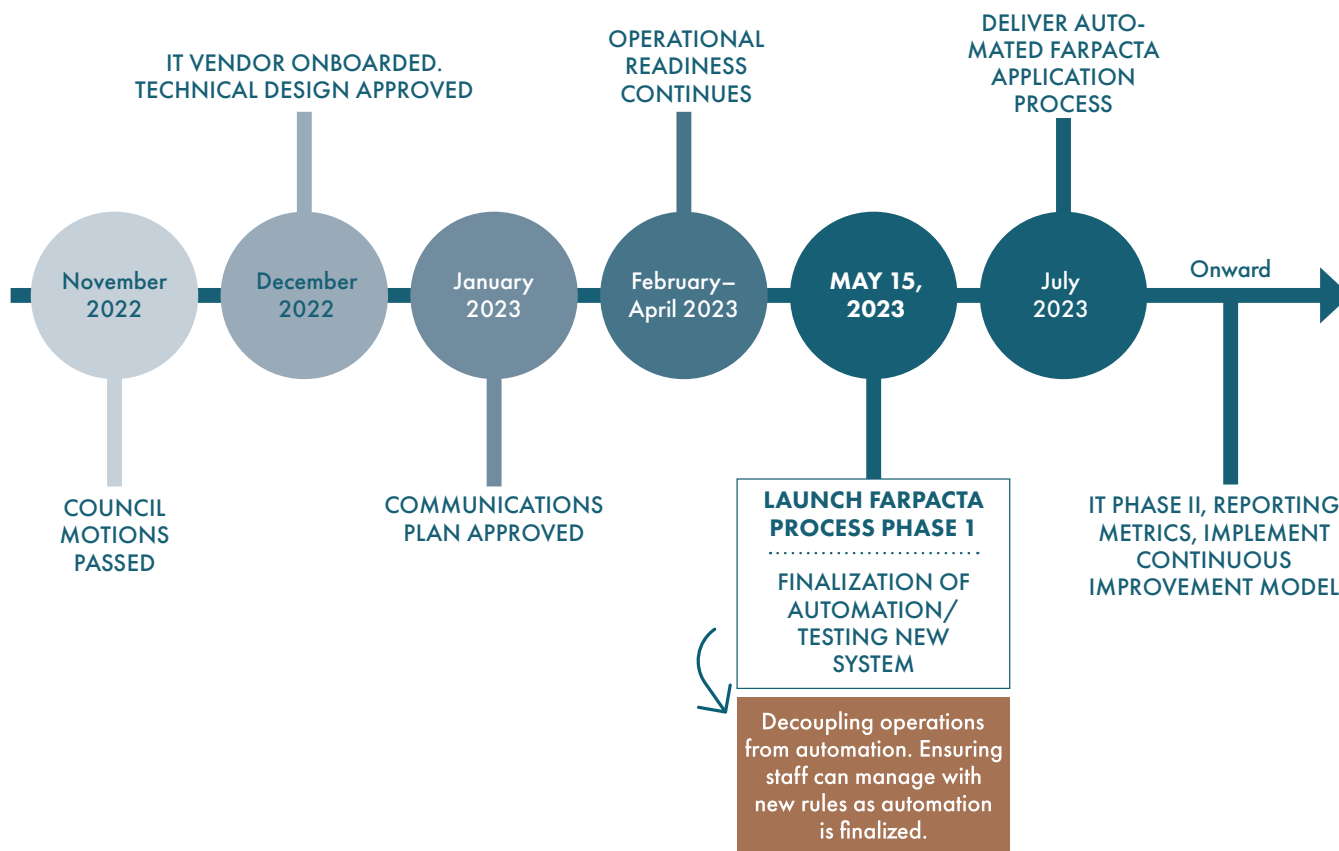 IT VENDOR ONBOARDED.
TECHNICAL DESIGN APPROVED
OPERATIONAL
READINESS
CONTINUES
DELIVER AUTO-
MATED FARPACTA
APPLICATION
PROCESS
November
2022
December
2022
January
2023
February–
April 2023
MAY 15,
2023
July
2023
Onward
COUNCIL
MOTIONS
PASSED
COMMUNICATIONS
PLAN APPROVED
LAUNCH FARPACTA
PROCESS PHASE 1
FINALIZATION OF
AUTOMATION/
TESTING NEW
SYSTEM
Decoupling operations
from automation. Ensuring
staff can manage with
new rules as automation
is finalized.
IT PHASE II, REPORTING
METRICS, IMPLEMENT
CONTINUOUS
IMPROVEMENT MODEL